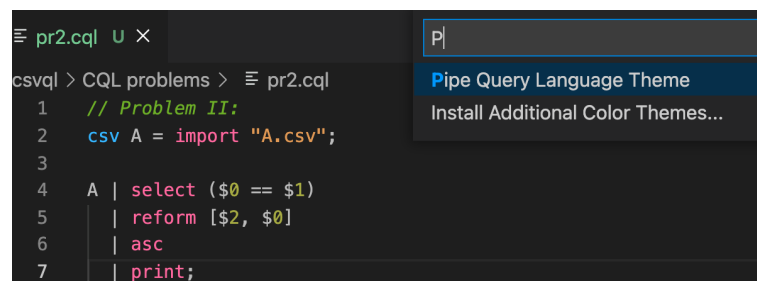 pr2.cql U ×
P
csvql > CQL problems > pr2.cql
Pipe Query Language Theme
Install Additional Color Themes...
1 // Problem II:
2 csv A = import "A.csv";
3
4 A | select ($0 == $1)
5 | reform [$2, $0]
6 | asc
7 | print;